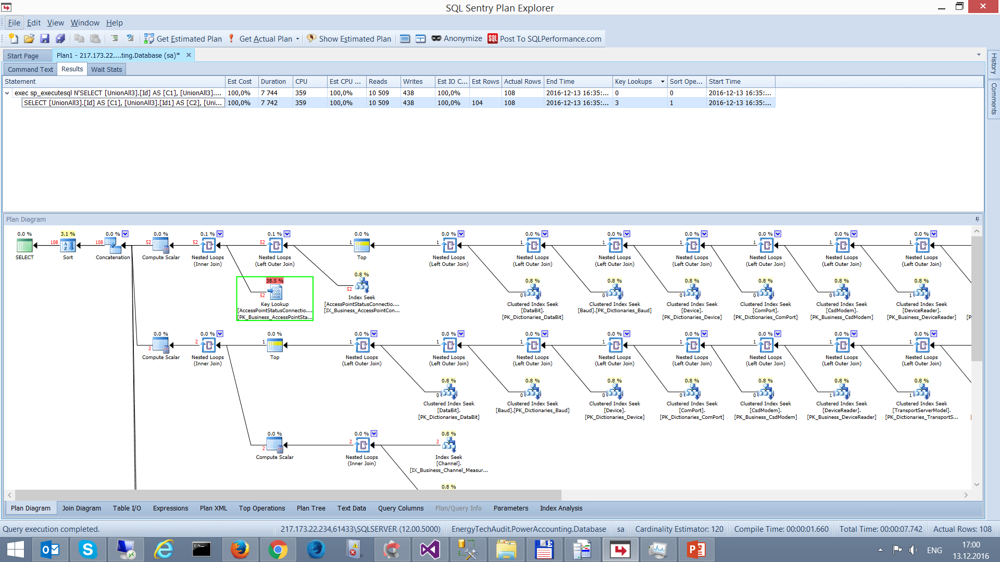 SQL Sentry Plan Explorer
File Edit View Window Help
Get Estimated Plan Get Actual Plan Show Estimated Plan Anonymize SQL Post To SQLPerformance.com
Start Page Plan1 - 217.173.22....ting.Database (sa)*
Command Text Results Wait Stats
Statement Est Cost Duration CPU Est CPU ... Reads Writes Est IO C... Est Rows Actual Rows End Time Key Lookups Sort Ope... Start Time
exec sp_executesql N'SELECT [UnionAll3].[Id] AS [C1], [UnionAll3].... 100,0% 7 744 359 100,0% 10 509 438 100,0% 108 2016-12-13 16:35:... 0 0 2016-12-13 16:35:...
SELECT [UnionAll3].[Id] AS [C1], [UnionAll3].[Id1] AS [C2], [Uni... 100,0% 7 742 359 100,0% 10 509 438 100,0% 104 108 2016-12-13 16:35:... 3 1 2016-12-13 16:35:...
History
Comments
Plan Diagram
0.0 % 3.1 % 0.0 % 0.0 % 0.1 % 0.1 % 0.0 % 0.0 % 0.0 % 0.0 % 0.0 % 0.0 % 0.0 % 0.0 %
108 108 52 52 52 1 1 1 1 1 1 1 1
SELECT Sort Concatenation Compute Scalar Nested Loops Nested Loops Top Nested Loops Nested Loops Nested Loops Nested Loops Nested Loops Nested Loops Nested Loops
(Inner Join) (Left Outer Join) (Left Outer Join) (Left Outer Join) (Left Outer Join) (Left Outer Join) (Left Outer Join) (Left Outer Join) (Left Outer Join)
38.5 % 0.8 % 0.8 % 0.8 % 0.8 % 0.8 % 0.8 % 0.8 %
52 52 0 0 0 0 0 0
Key Lookup Index Seek Clustered Index Seek Clustered Index Seek Clustered Index Seek Clustered Index Seek Clustered Index Seek Clustered Index Seek
[AccessPointStatusConnectio.... [AccessPointStatusConnectio.... [DataBit]. [Baud].[PK_Dictionaries_Baud] [Device]. [ComPort]. [CsdModem]. [DeviceReader].
[PK_Business_AccessPointSta... [IX_Business_AccessPointCon... [PK_Dictionaries_DataBit] [PK_Dictionaries_Device] [PK_Dictionaries_ComPort] [PK_Business_CsdModem] [PK_Business_DeviceReader]
0.0 % 0.0 % 0.0 % 0.0 % 0.0 % 0.0 % 0.0 % 0.0 % 0.0 % 0.0 % 0.0 %
2 2 1 1 1 1 1 1 1 1 1
Compute Scalar Nested Loops Top Nested Loops Nested Loops Nested Loops Nested Loops Nested Loops Nested Loops Nested Loops Nested Loops
(Inner Join) (Left Outer Join) (Left Outer Join) (Left Outer Join) (Left Outer Join) (Left Outer Join) (Left Outer Join) (Left Outer Join) (Left Outer Join)
0.8 % 0.8 % 0.8 % 0.8 % 0.8 % 0.8 % 0.8 %
0 0 0 0 0 1 1
Clustered Index Seek Clustered Index Seek Clustered Index Seek Clustered Index Seek Clustered Index Seek Clustered Index Seek Clustered Index Seek
[DataBit]. [Baud].[PK_Dictionaries_Baud] [Device]. [ComPort]. [CsdModem]. [DeviceReader]. [TransportServerModel].
[PK_Dictionaries_DataBit] [PK_Dictionaries_Device] [PK_Dictionaries_ComPort] [PK_Business_CsdModem] [PK_Business_DeviceReader] [PK_Dictionaries_TransportS...
0.0 % 0.0 % 0.8 %
2 2 2
Compute Scalar Nested Loops Index Seek
(Inner Join) [Channel].
[IX_Business_Channel_Measur...
0.8 %
Plan Diagram Join Diagram Table I/O Expressions Plan XML Top Operations Plan Tree Text Data Query Columns Plan/Query Info Parameters Index Analysis
Query execution completed. 217.173.22.234,61433\SQLSERVER (12.00.5000) EnergyTechAudit.PowerAccounting.Database sa Cardinality Estimator: 120 Compile Time: 00:00:01.660 Total Time: 00:00:07.742 Actual Rows: 108
ENG 17:00
13.12.2016